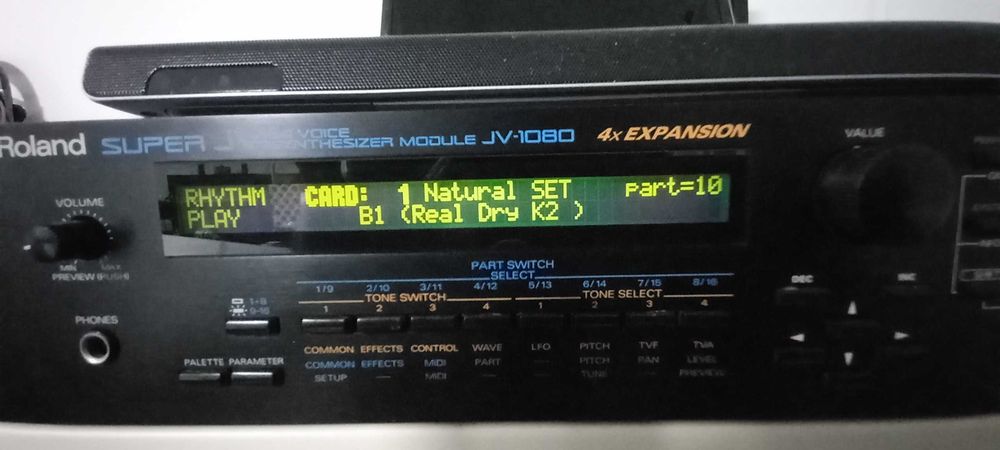 Roland SUPER VOICE
SYNTHESIZER MODULE JV-1080 4x EXPANSION
VALUE
RHYTHM CARD: 1 Natural SET part=10
PLAY B1 (Real Dry K2 )
VOLUME
MIN MAX
PREVIEW (PUSH)
PHONES
PART SWITCH
SELECT
1/9 2/10 3/11 4/12 5/13 6/14 7/15 8/16
TONE SWITCH TONE SELECT
1 2 3 4 1 2 3 4
1-8
9-16
DEC INC
PALETTE PARAMETER
COMMON EFFECTS CONTROL WAVE LFO PITCH TVF TVA
COMMON EFFECTS MIDI PART PITCH PAN LEVEL
SETUP — MIDI — — TUNE — PREVIEW